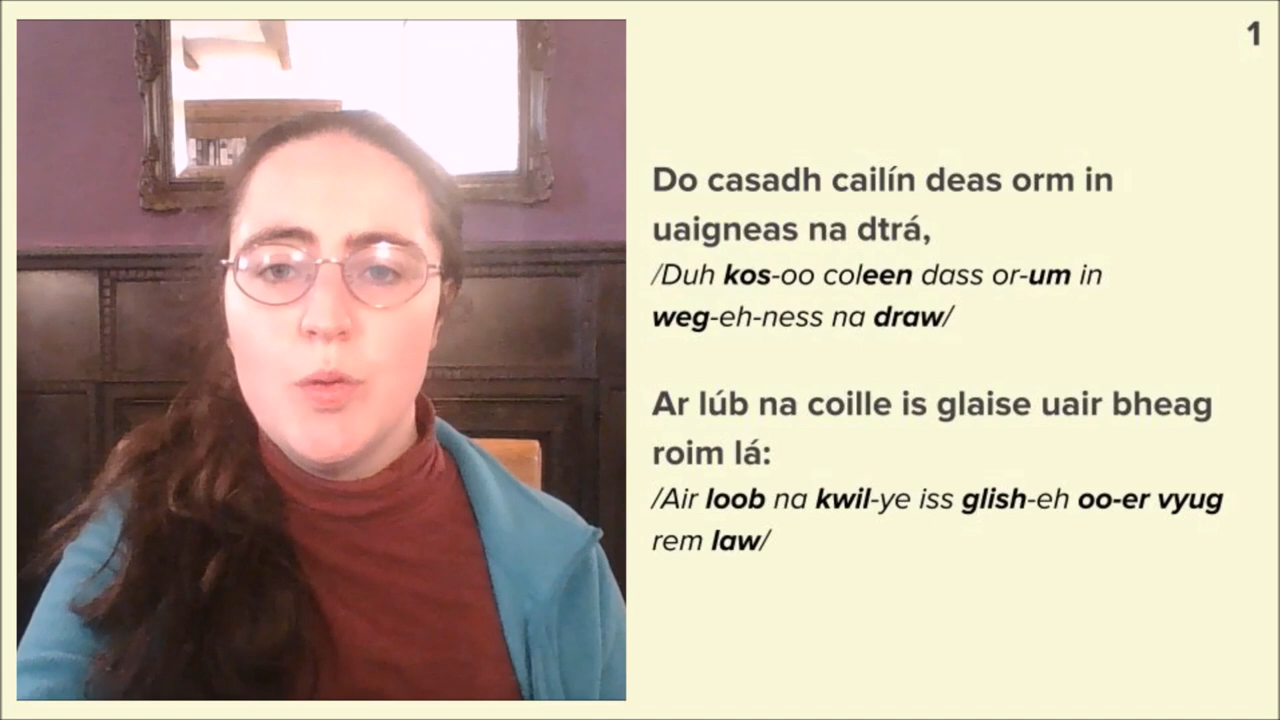 1
Do casadh cailín deas orm in
uaigneas na dtrá,
/Duh kos-oo coleen dass or-um in
weg-eh-ness na draw/
Ar lúb na coille is glaise uair bheag
roim lá:
/Air loob na kwil-ye iss glish-eh oo-er vyug
rem law/